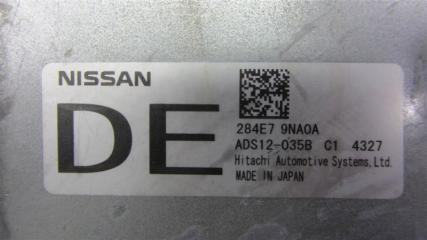 NISSAN
DE
284E7 9NA0A
ADS12-035B C1 4327
Hitachi Automotive Systems,Ltd.
MADE IN JAPAN